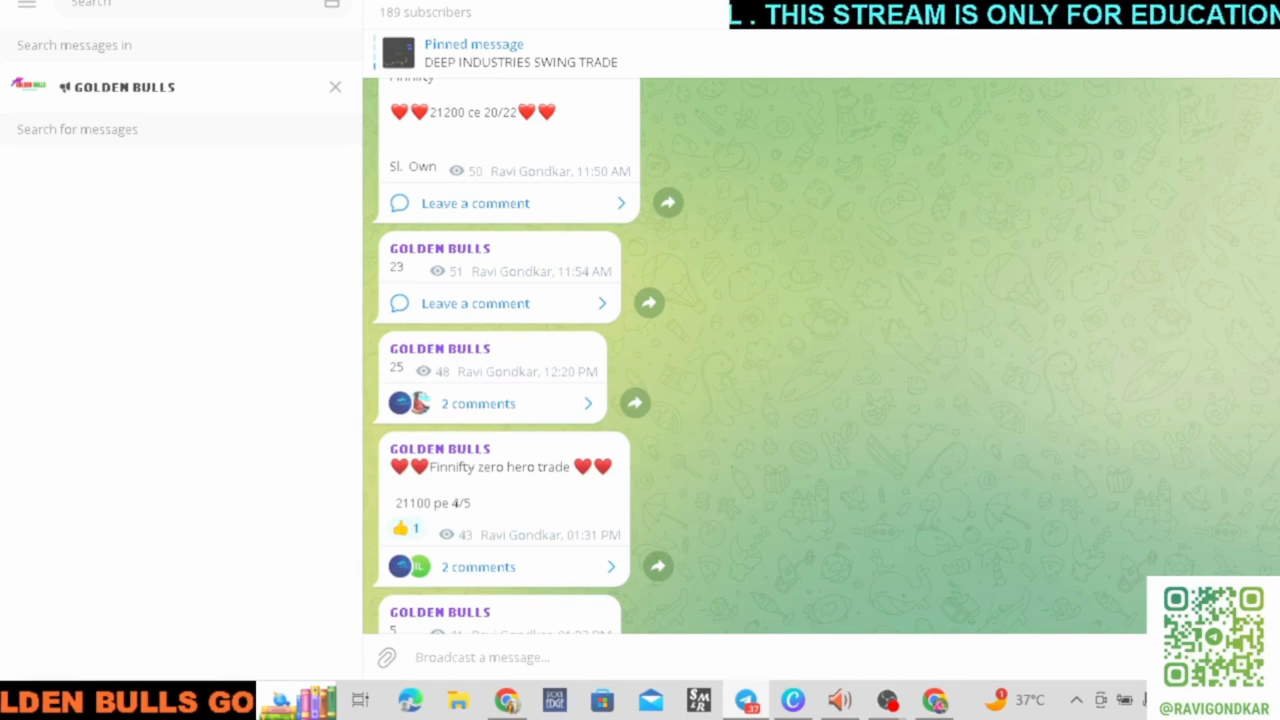 Search
189 subscribers
L . THIS STREAM IS ONLY FOR EDUCATION
Search messages in
Pinned message
DEEP INDUSTRIES SWING TRADE
GOLDEN BULLS
Search for messages
Finnifty
❤️❤️21200 ce 20/22❤️❤️
Sl. Own 50 Ravi Gondkar, 11:50 AM
Leave a comment
GOLDEN BULLS
23 51 Ravi Gondkar, 11:54 AM
Leave a comment
GOLDEN BULLS
25 48 Ravi Gondkar, 12:20 PM
2 comments
GOLDEN BULLS
❤️❤️Finnifty zero hero trade ❤️❤️
21100 pe 4/5
👍 1 43 Ravi Gondkar, 01:31 PM
IL 2 comments
GOLDEN BULLS
5
Broadcast a message...
LDEN BULLS GO
37°C
@RAVIGONDKAR